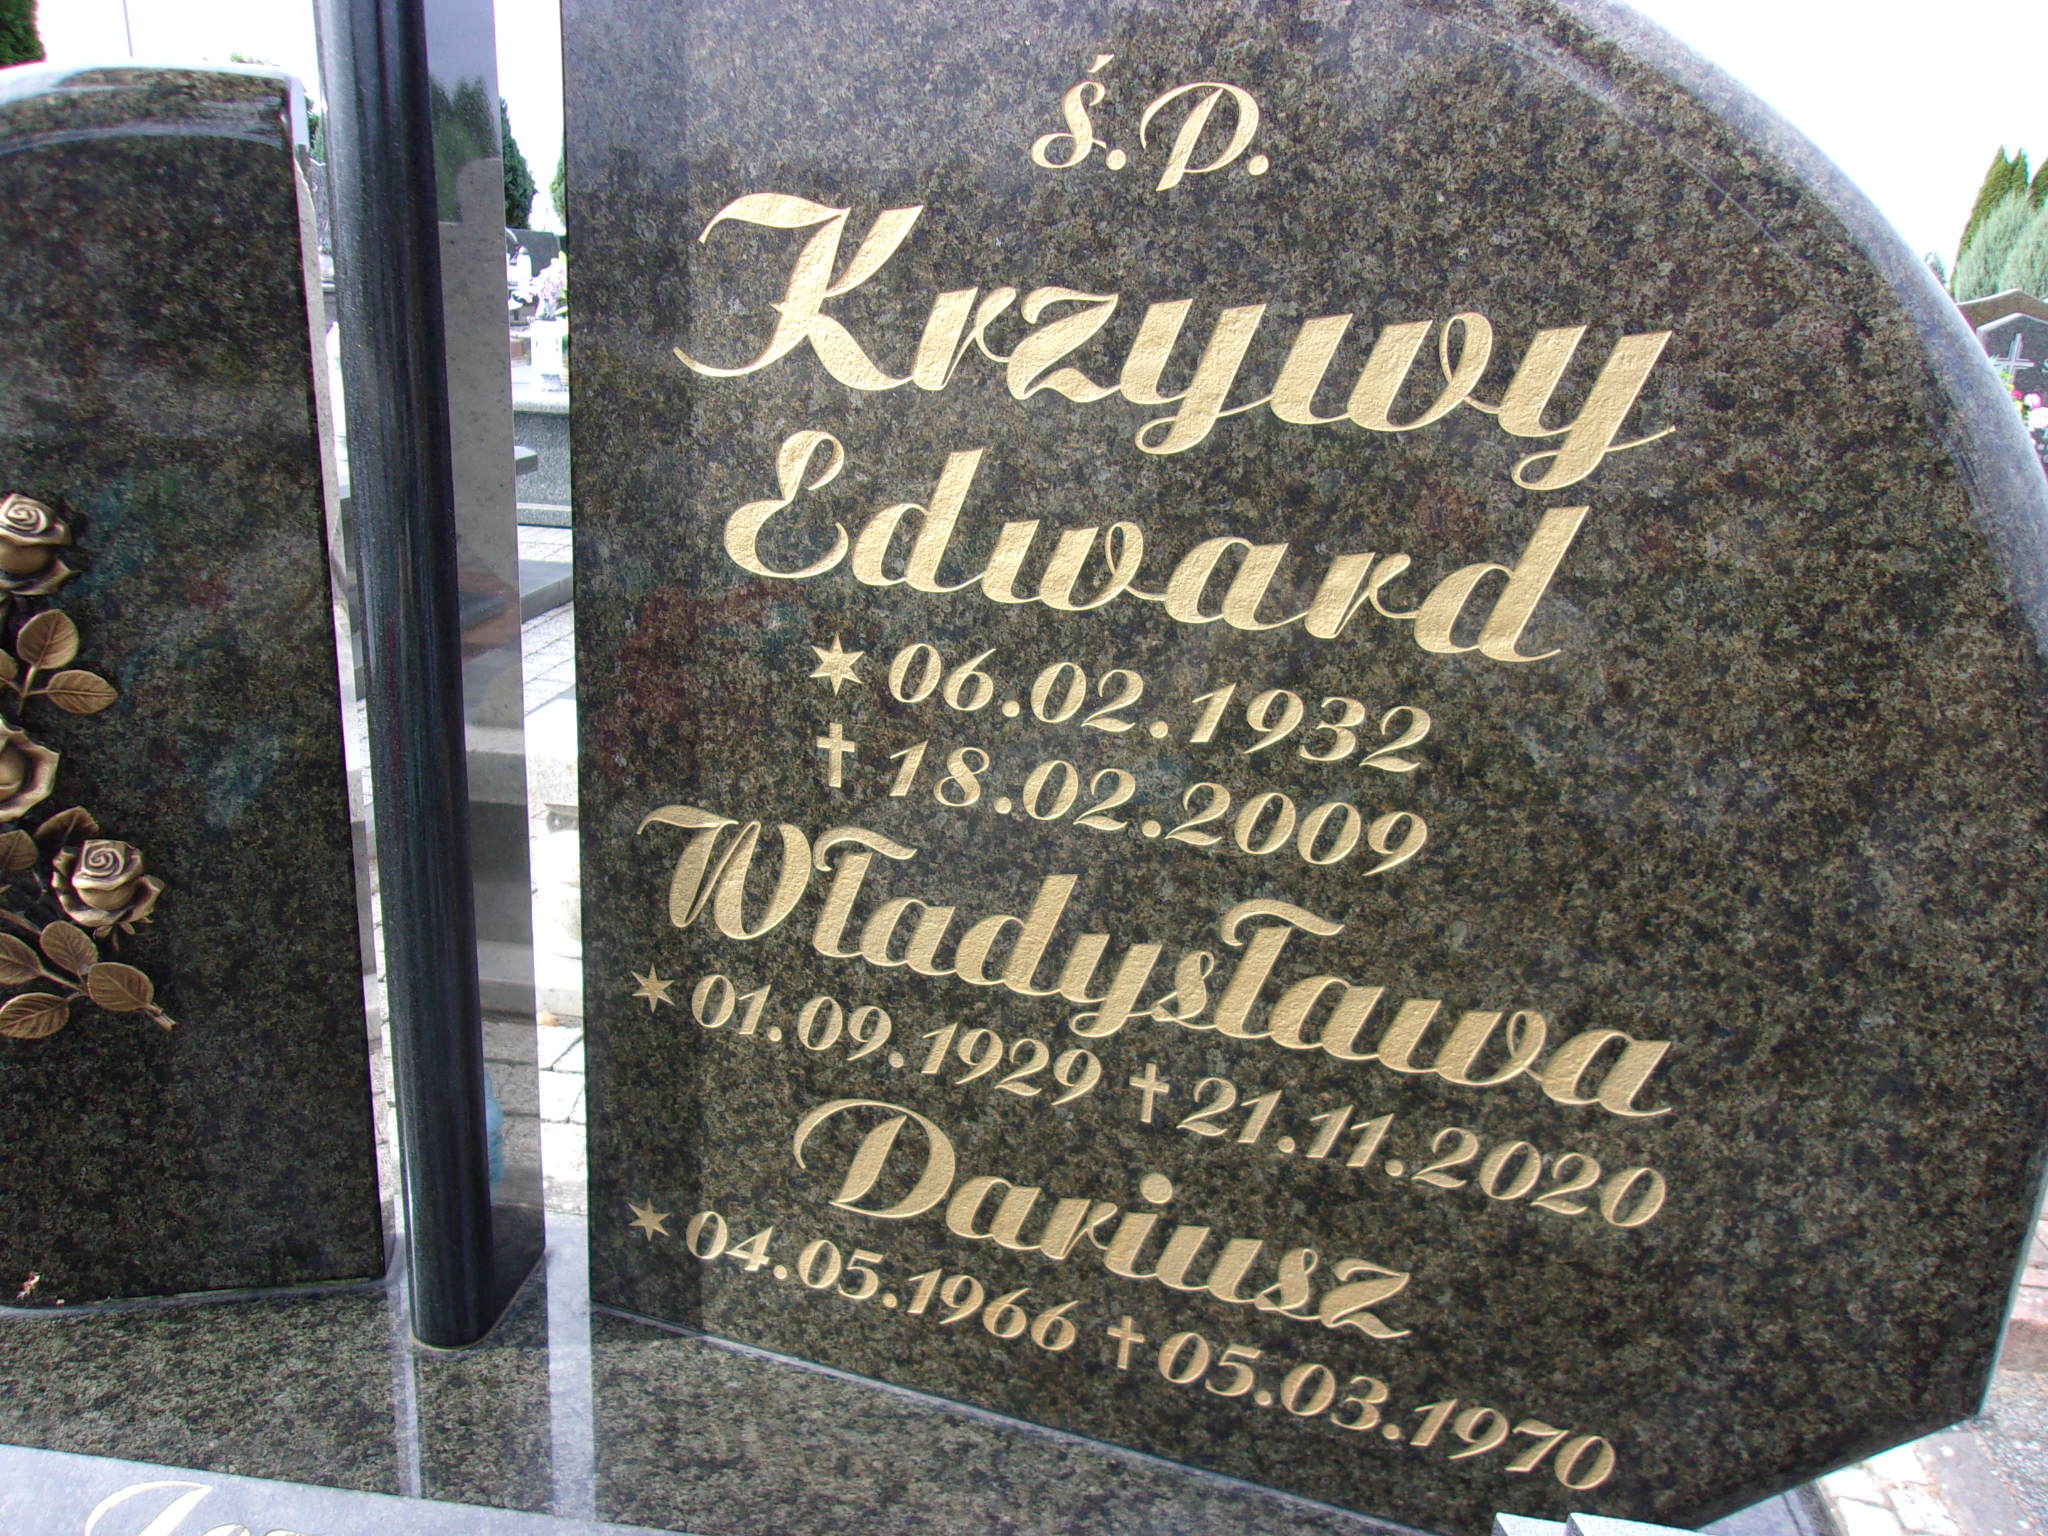 Ś.P.
Krzywy
Edward
* 06.02.1932
† 18.02.2009
Władysława
* 01.09.1929 † 21.11.2020
Dariusz
* 04.05.1966 † 05.03.1970